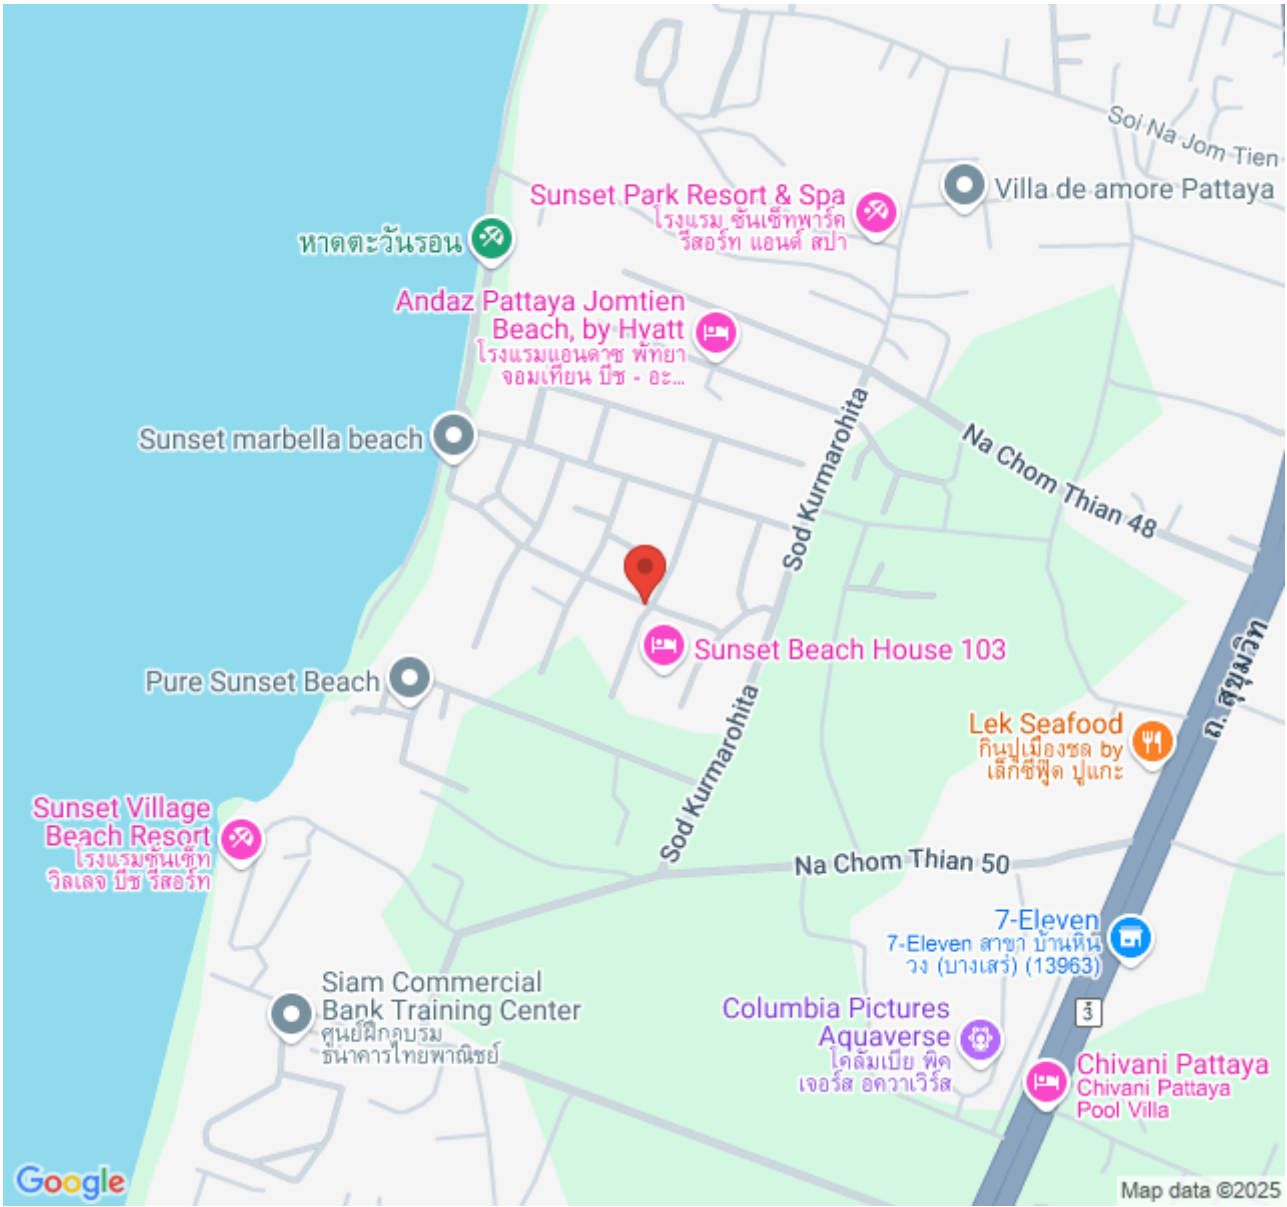 Soi Na Jom Tien
Villa de amore Pattaya
Sunset Park Resort & Spa
โรงแรม ซันเซ็ทพาร์ค
รีสอร์ท แอนด์ สปา
หาดตะวันรอน
Andaz Pattaya Jomtien
Beach, by Hyatt
โรงแรมแอนดาซ พัทยา
จอมเทียน บีช - อะ...
Sunset marbella beach
Sod Kurmarohita
Na Chom Thian 48
Sunset Beach House 103
ถ. สุขุมวิท
Pure Sunset Beach
Sod Kurmarohita
Lek Seafood
กินปูเมืองชล by
เล็กซีฟู๊ด ปูแกะ
Sunset Village
Beach Resort
โรงแรมซันเซ็ท
วิลเลจ บีช รีสอร์ท
Na Chom Thian 50
7-Eleven
7-Eleven สาขา บ้านหิน
วง (บางเสร่) (13963)
Siam Commercial
Bank Training Center
ศูนย์ฝึกอบรม
ธนาคารไทยพาณิชย์
Columbia Pictures
Aquaverse
โคลัมเบีย พิค
เจอร์ส อควาเวิร์ส
3
Chivani Pattaya
Chivani Pattaya
Pool Villa
Google
Map data ©2025